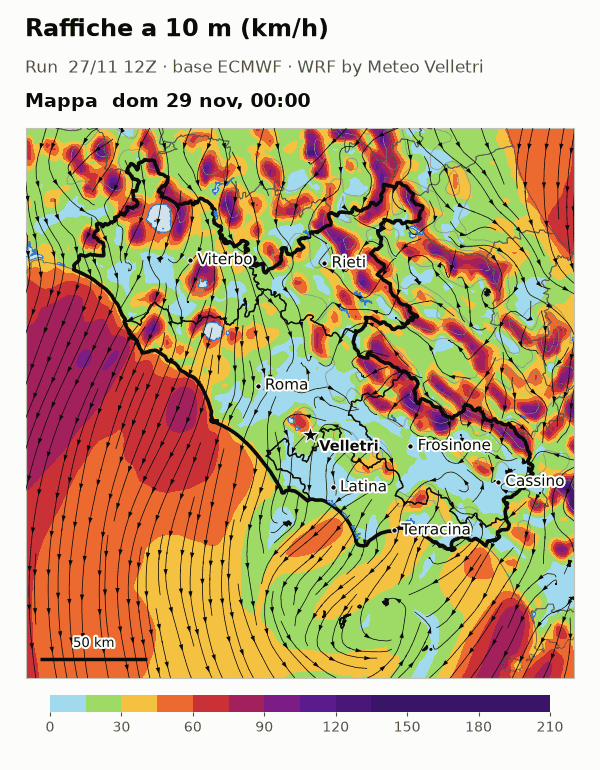 Raffiche a 10 m (km/h)
Run  27/11 12Z · base ECMWF · WRF by Meteo Velletri
Mappa  dom 29 nov, 00:00
Viterbo
Rieti
Roma
Velletri
Frosinone
Latina
Cassino
Terracina
50 km
0 30 60 90 120 150 180 210